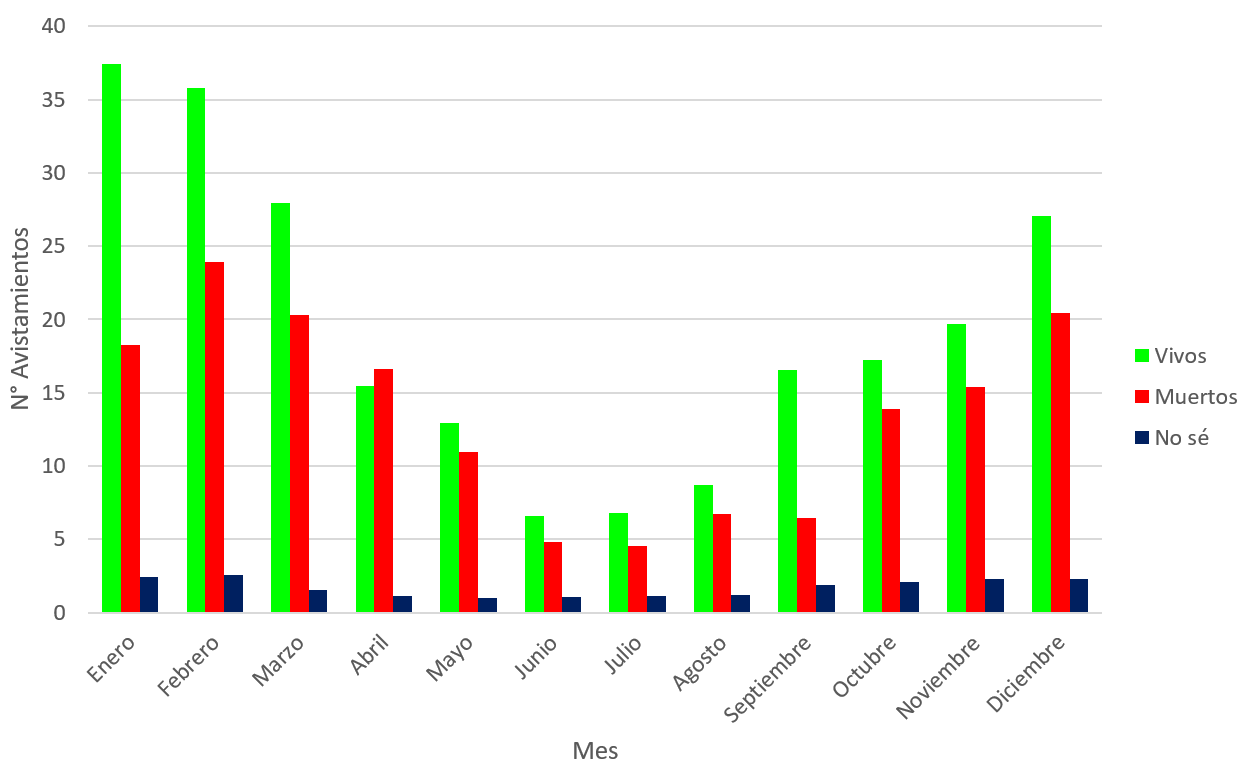 40
35
30
25
20
15
10
5
0
N° Avistamientos
Enero
Febrero
Marzo
Abril
Mayo
Junio
Julio
Agosto
Septiembre
Octubre
Noviembre
Diciembre
Mes
Vivos
Muertos
No sé